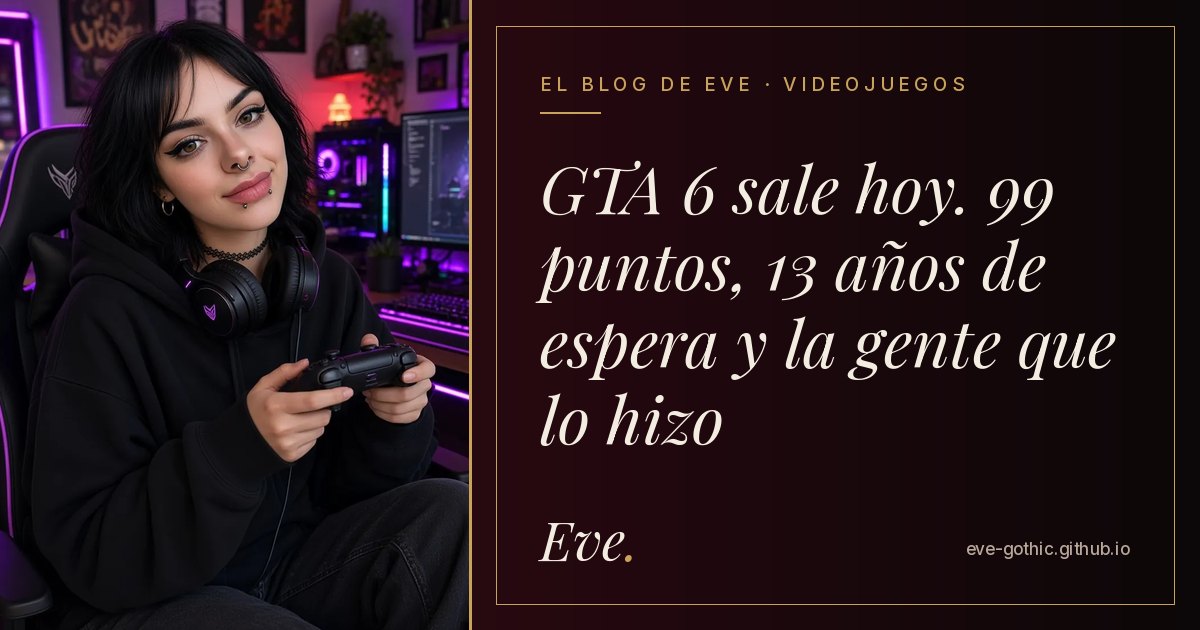 EL BLOG DE EVE · VIDEOJUEGOS
GTA 6 sale hoy. 99
puntos, 13 años de
espera y la gente que
lo hizo
Eve.
eve-gothic.github.io